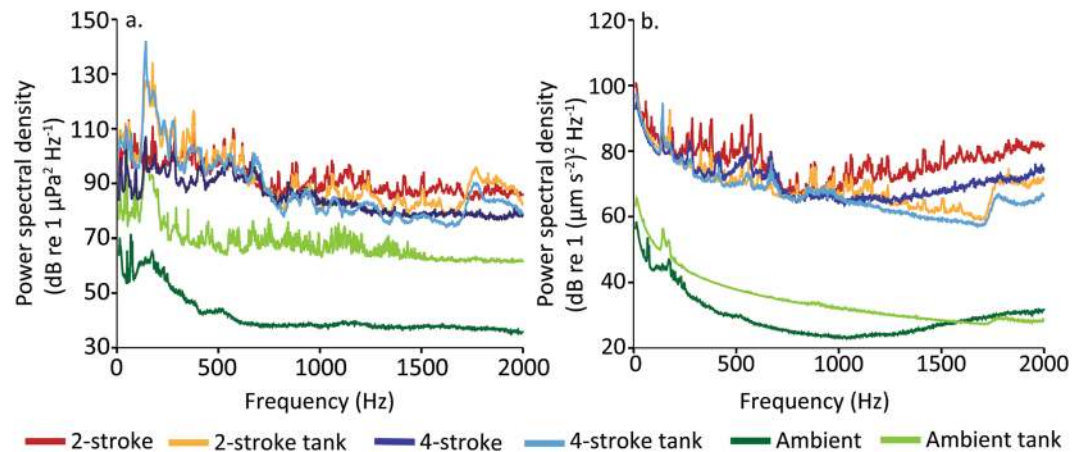 a.
Power spectral density
(dB re 1 µPa² Hz⁻¹)
150
130
110
90
70
50
30
0 500 1000 1500 2000
Frequency (Hz)
b.
Power spectral density
(dB re 1 (µm s⁻²)² Hz⁻¹)
120
100
80
60
40
20
0 500 1000 1500 2000
Frequency (Hz)
2-stroke 2-stroke tank 4-stroke 4-stroke tank Ambient Ambient tank